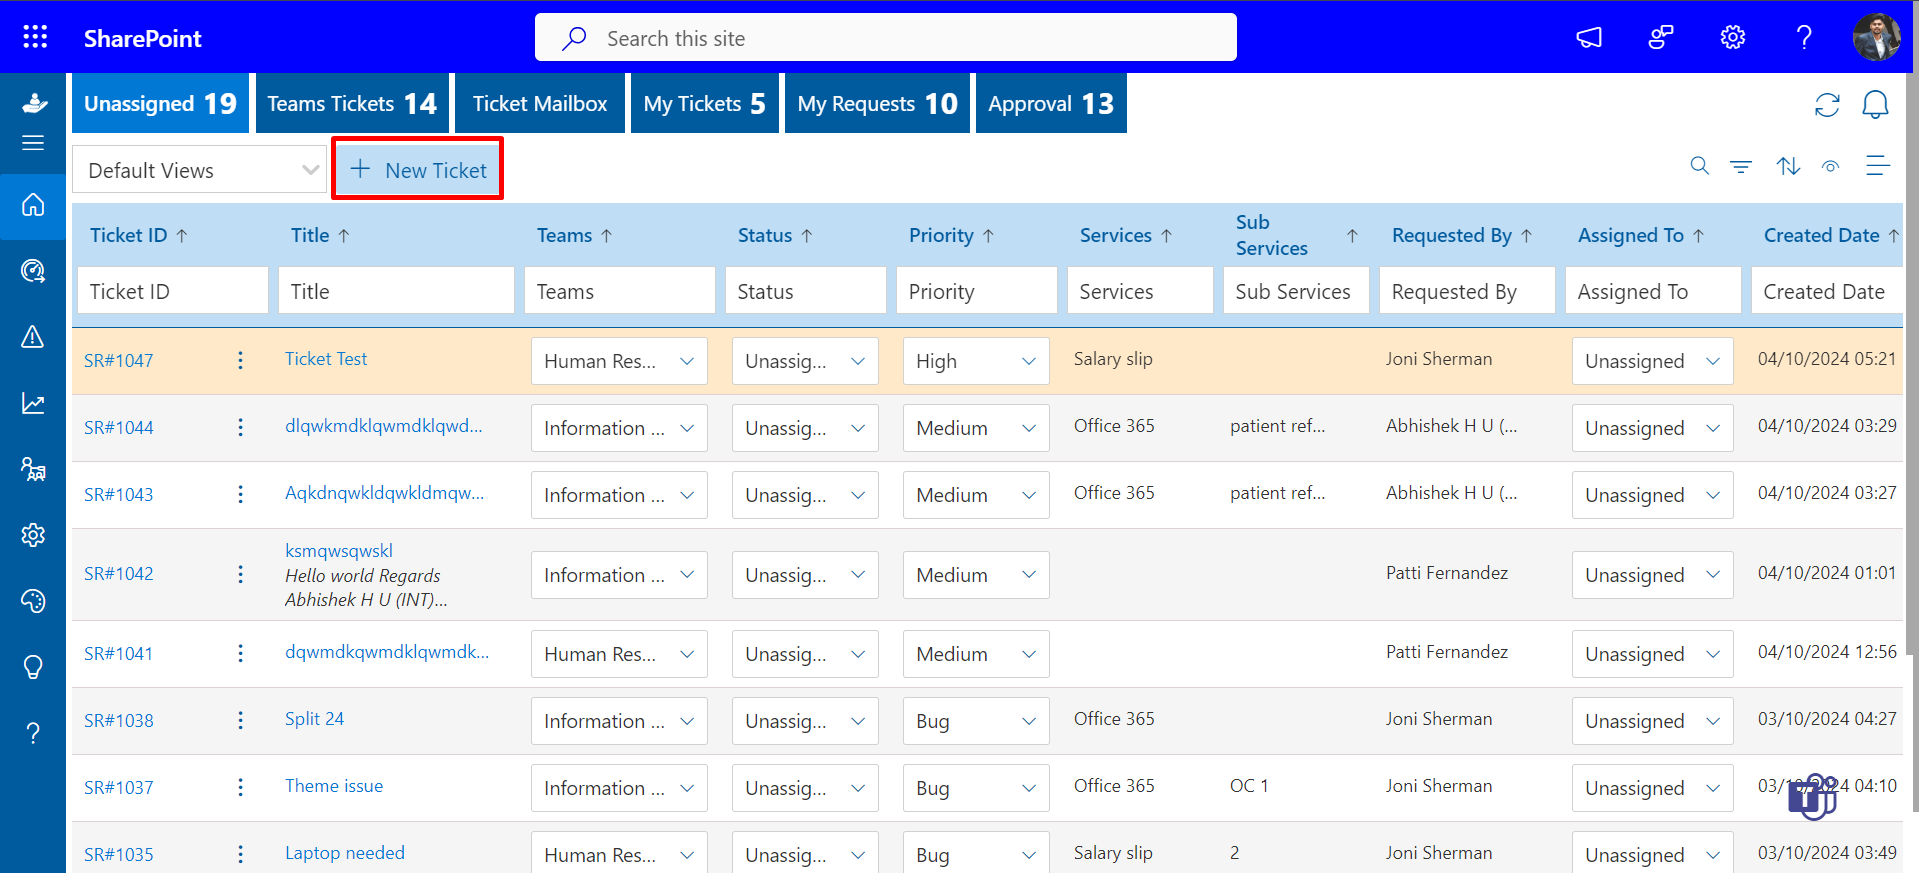 SharePoint
Search this site
Unassigned 19
Teams Tickets 14
Ticket Mailbox
My Tickets 5
My Requests 10
Approval 13
Default Views
New Ticket
Ticket ID
Title
Teams
Status
Priority
Services
Sub
Services
Requested By
Assigned To
Created Date
Ticket ID
Title
Teams
Status
Priority
Services
Sub Services
Requested By
Assigned To
Created Date
SR#1047
Ticket Test
Human Res...
Unassig...
High
Salary slip
Joni Sherman
Unassigned
04/10/2024 05:21
SR#1044
dlqwkmdklqwmdklqwd...
Information ...
Unassig...
Medium
Office 365
patient ref...
Abhishek H U (...
Unassigned
04/10/2024 03:29
SR#1043
Aqkdnqwkldqwkldmqw...
Information ...
Unassig...
Medium
Office 365
patient ref...
Abhishek H U (...
Unassigned
04/10/2024 03:27
SR#1042
ksmqwsqwskl
Hello world Regards
Abhishek H U (INT)...
Information ...
Unassig...
Medium
Patti Fernandez
Unassigned
04/10/2024 01:01
SR#1041
dqwmdkqwmdklqwmdk...
Human Res...
Unassig...
Medium
Patti Fernandez
Unassigned
04/10/2024 12:56
SR#1038
Split 24
Information ...
Unassig...
Bug
Office 365
Joni Sherman
Unassigned
03/10/2024 04:27
SR#1037
Theme issue
Information ...
Unassig...
Bug
Office 365
OC 1
Joni Sherman
Unassigned
03/10/2024 04:10
SR#1035
Laptop needed
Human Res...
Unassig...
Bug
Salary slip
2
Joni Sherman
Unassigned
03/10/2024 03:49